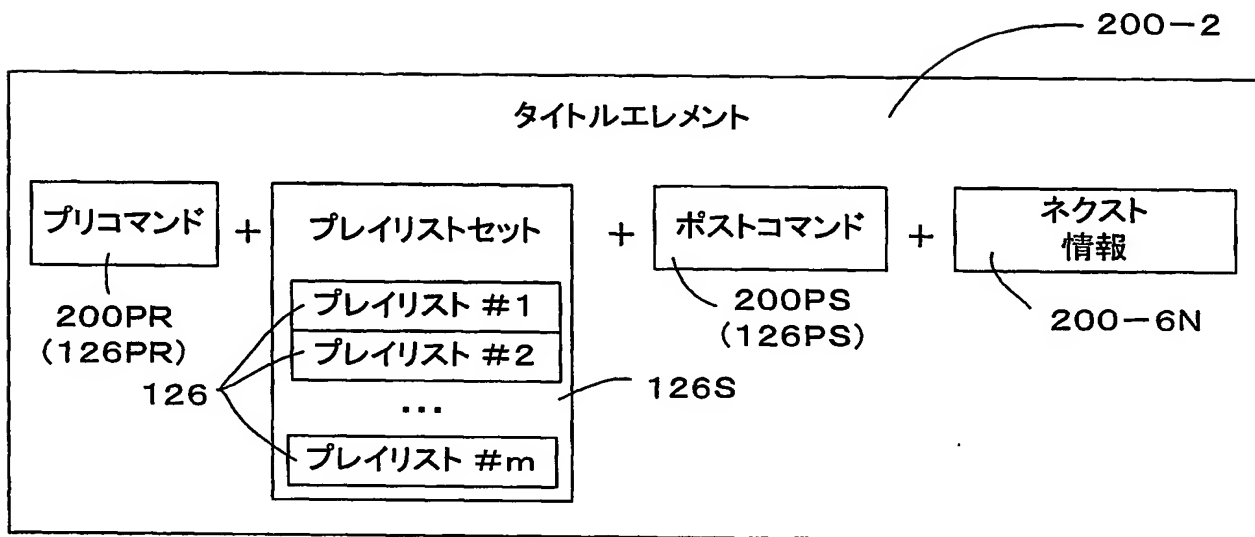 200-2
タイトルエレメント
プリコマンド
+
プレイリストセット
+
ポストコマンド
+
ネクスト
情報
プレイリスト #1
プレイリスト #2
...
プレイリスト #m
200PR
(126PR)
126
126S
200PS
(126PS)
200-6N